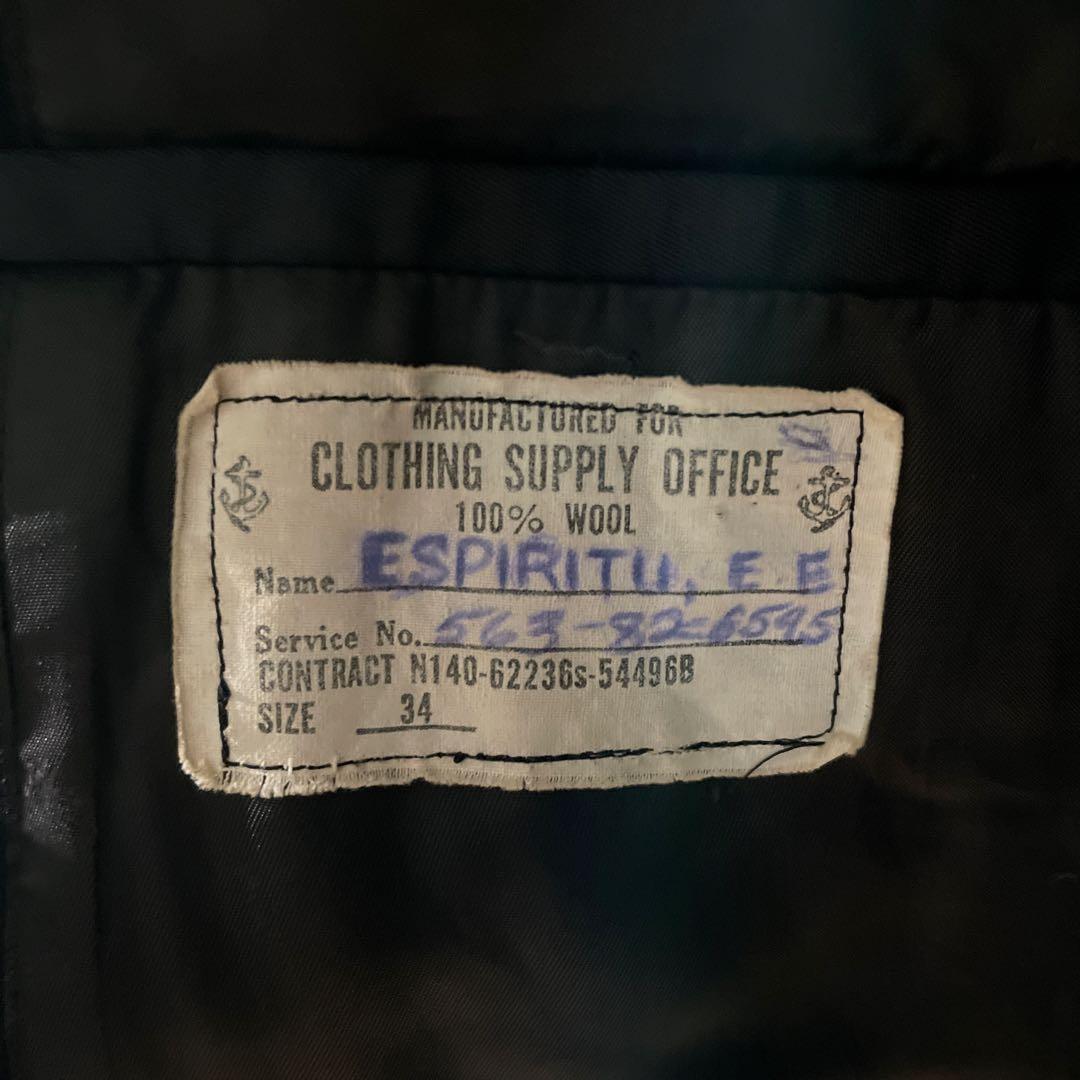 MANUFACTURED FOR
CLOTHING SUPPLY OFFICE
100% WOOL
Name ESPIRITU, E E
Service No. 563-82-6595
CONTRACT N140-62236s-54496B
SIZE 34